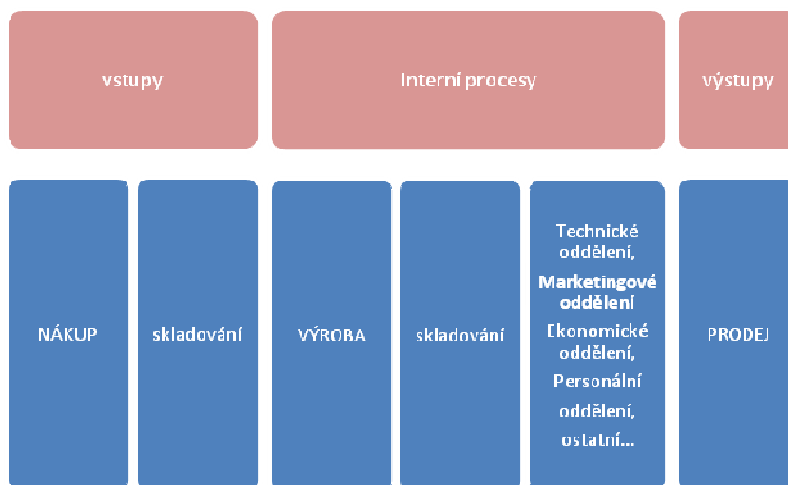 vstupy
Interní procesy
výstupy
NÁKUP
skladování
VÝROBA
skladování
Technické
oddělení,
Marketingové
oddělení
Ekonomické
oddělení,
Personální
oddělení,
ostatní...
PRODEJ